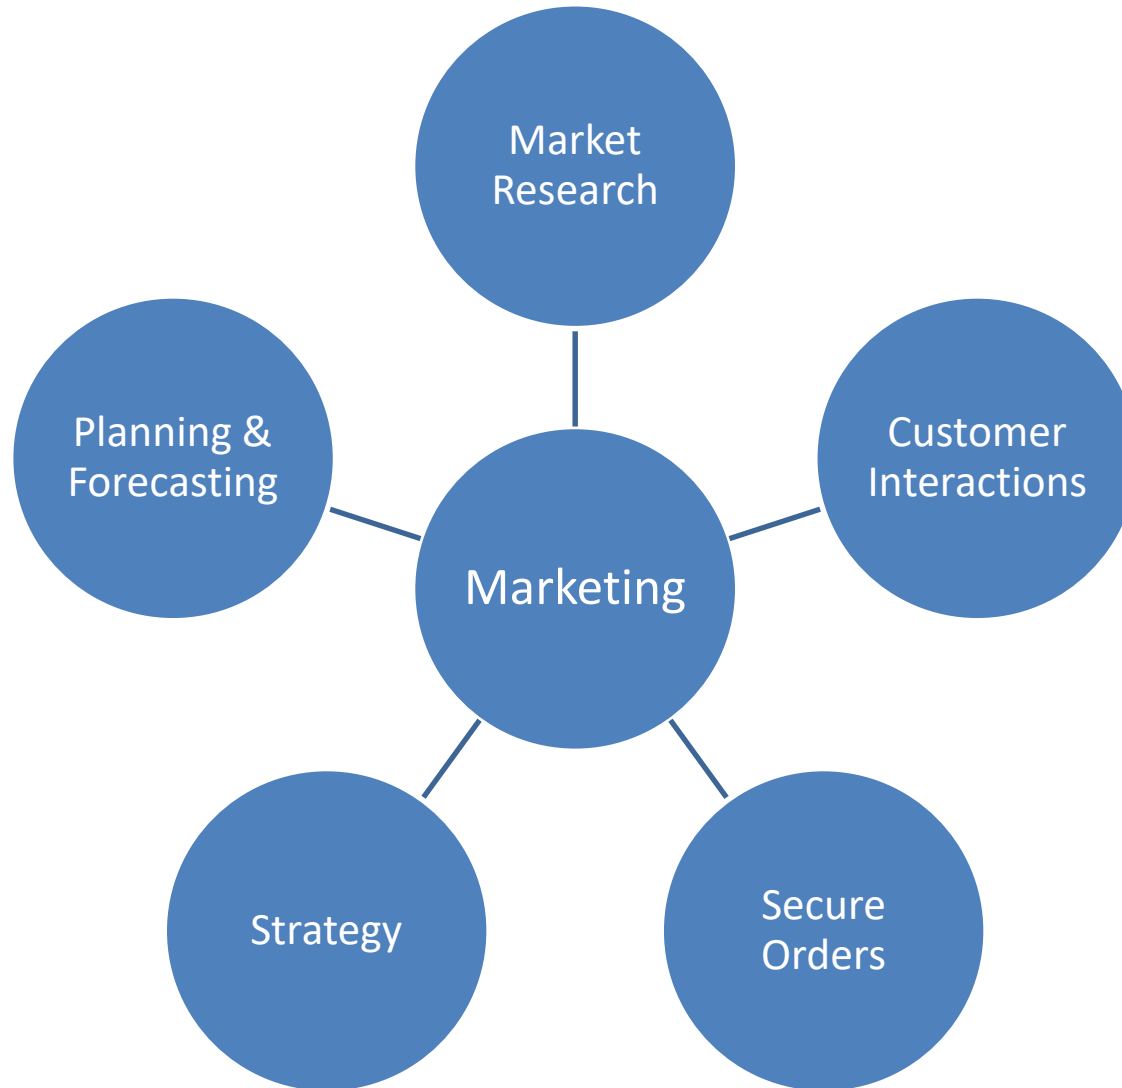 Market
Research
Planning &
Forecasting
Customer
Interactions
Marketing
Strategy
Secure
Orders